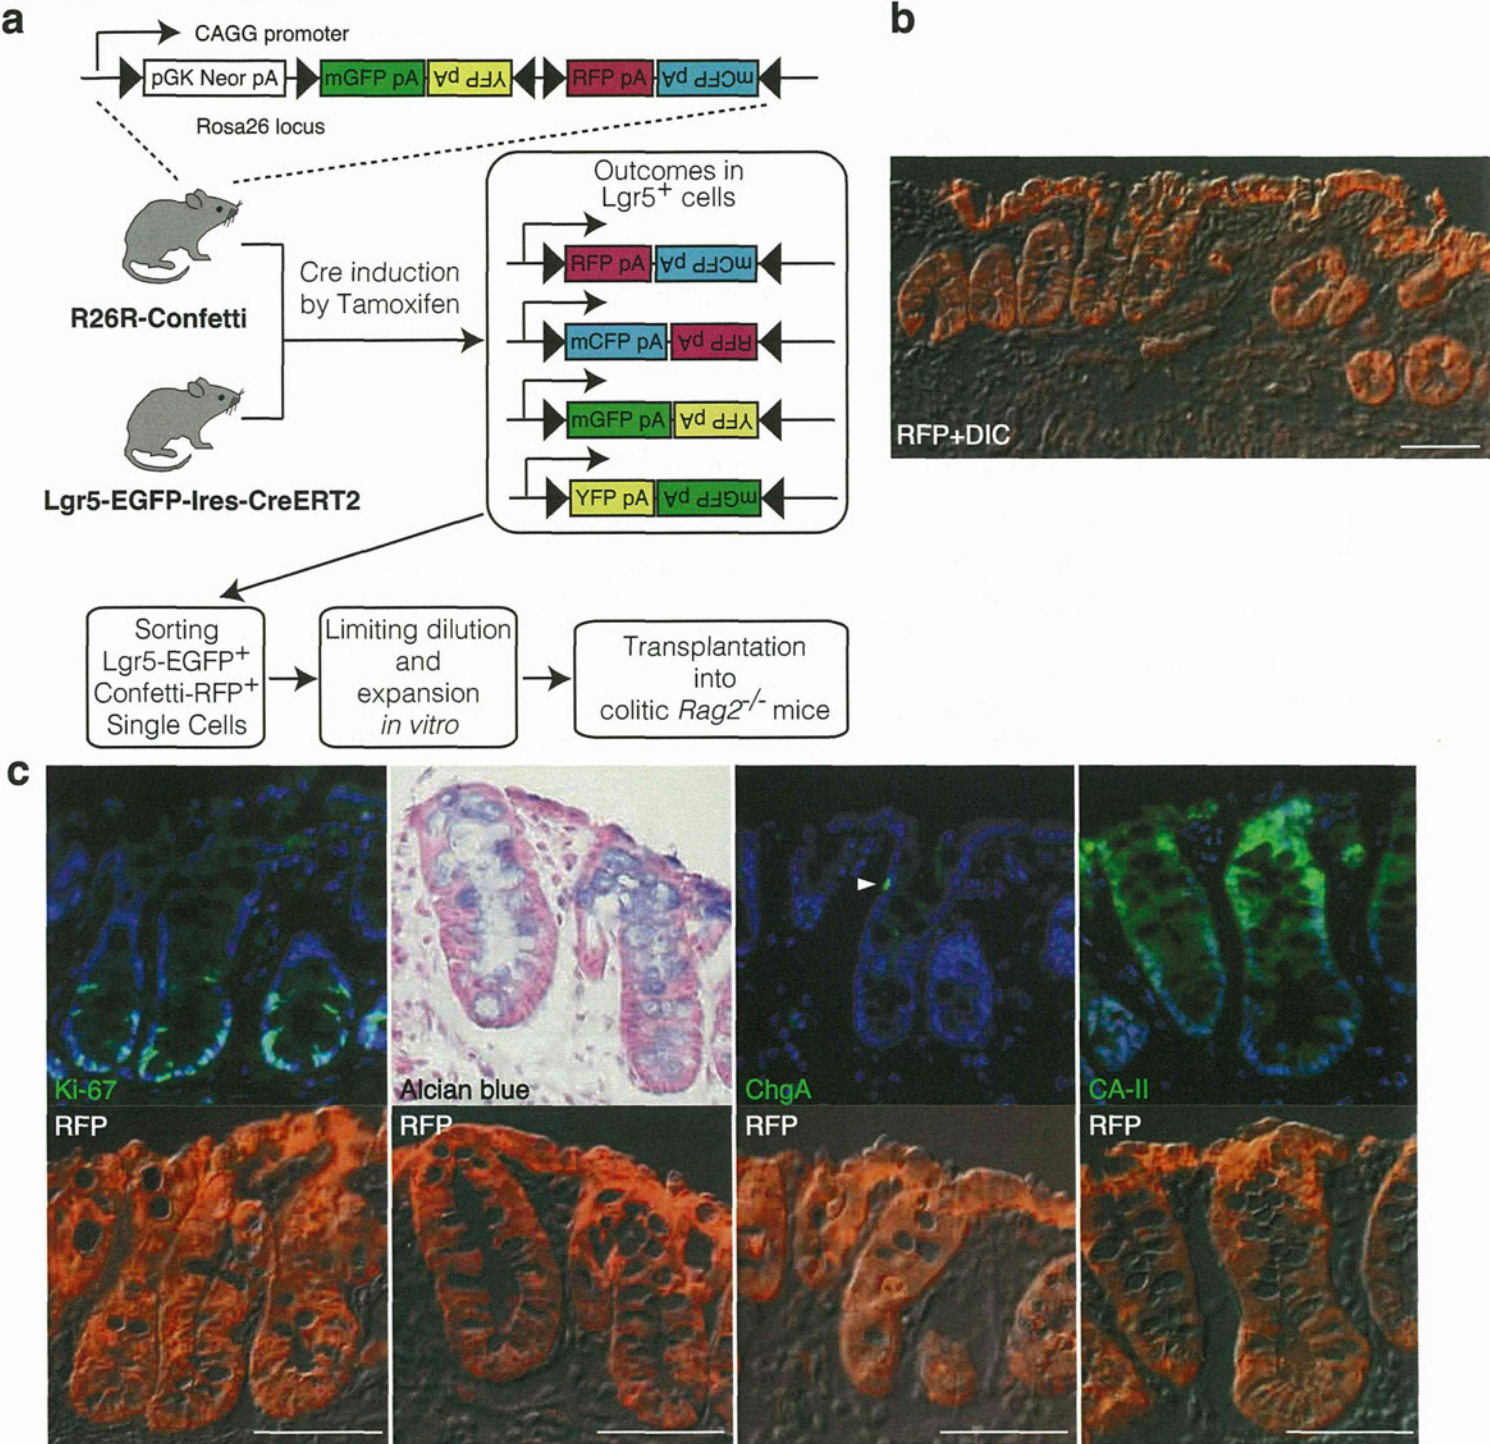 a
CAGG promoter
pGK Neor pA mGFP pA YFP pA RFP pA mCFP pA
Rosa26 locus
R26R-Confetti
Cre induction
by Tamoxifen
Lgr5-EGFP-Ires-CreERT2
Outcomes in
Lgr5+ cells
RFP pA mCFP pA
mCFP pA RFP pA
mGFP pA YFP pA
YFP pA mGFP pA
Sorting
Lgr5-EGFP+
Confetti-RFP+
Single Cells
Limiting dilution
and
expansion
in vitro
Transplantation
into
colitic Rag2-/- mice
b
RFP+DIC
c
Ki-67
Alcian blue
ChgA
CA-II
RFP
RFP
RFP
RFP